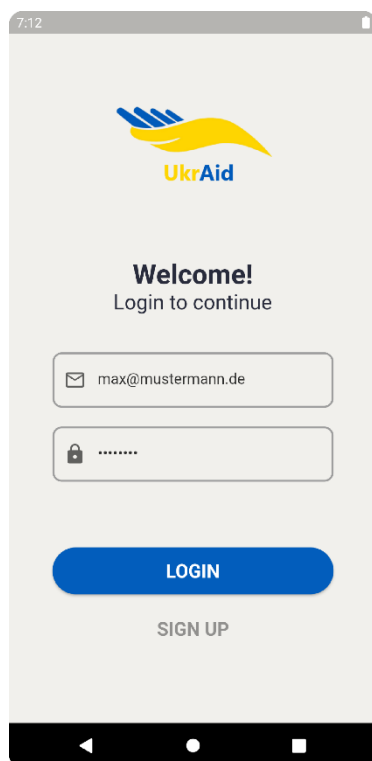 7:12
UkrAid
Welcome!
Login to continue
max@mustermann.de
••••••••
LOGIN
SIGN UP